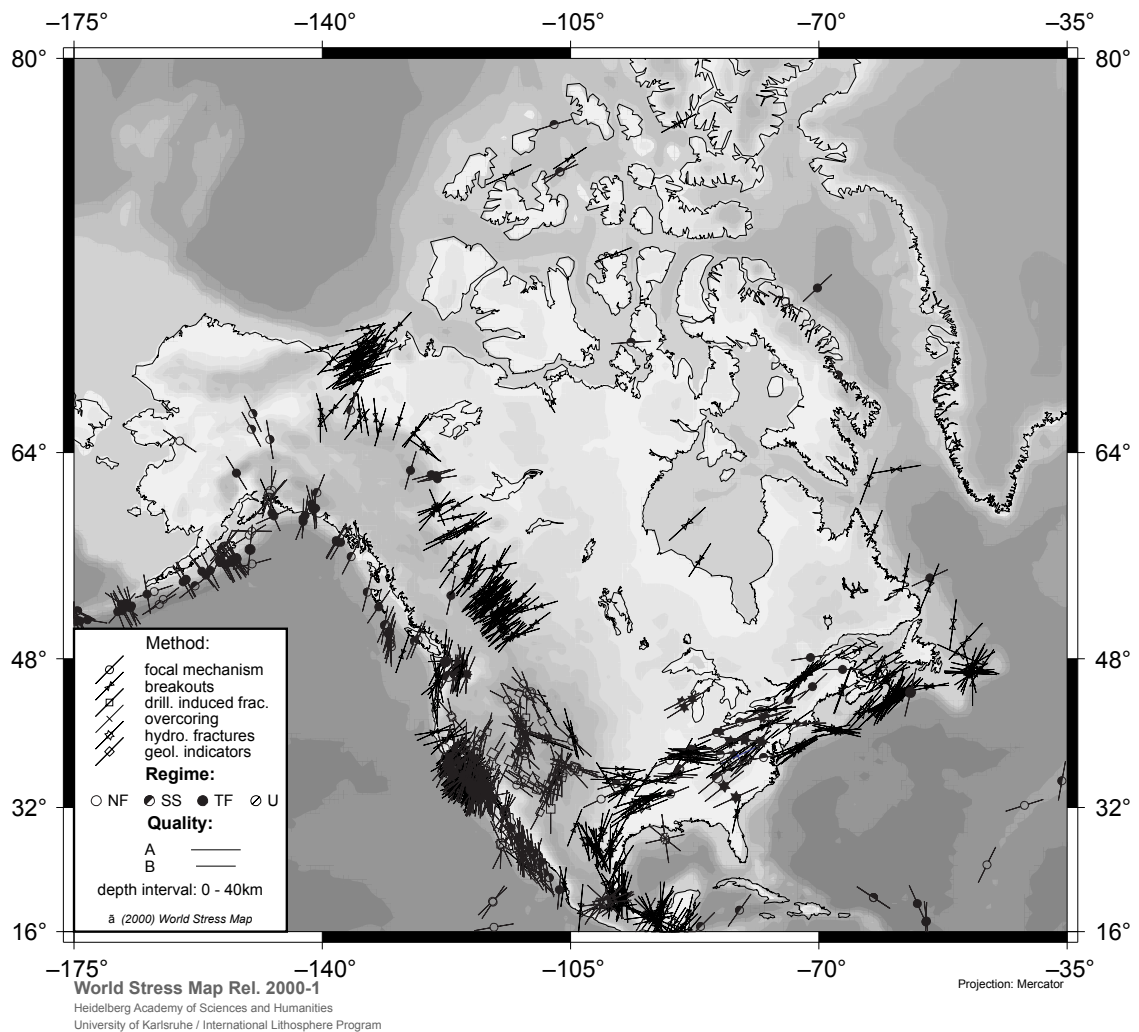 –175° –140° –105° –70° –35°
80° 80°
64° 64°
48° 48°
32° 32°
16° 16°
Method:
focal mechanism
breakouts
drill. induced frac.
overcoring
hydro. fractures
geol. indicators
Regime:
NF SS TF U
Quality:
A
B
depth interval: 0 - 40km
ã (2000) World Stress Map
–175° –140° –105° –70° –35°
World Stress Map Rel. 2000-1
Projection: Mercator
Heidelberg Academy of Sciences and Humanities
University of Karlsruhe / International Lithosphere Program